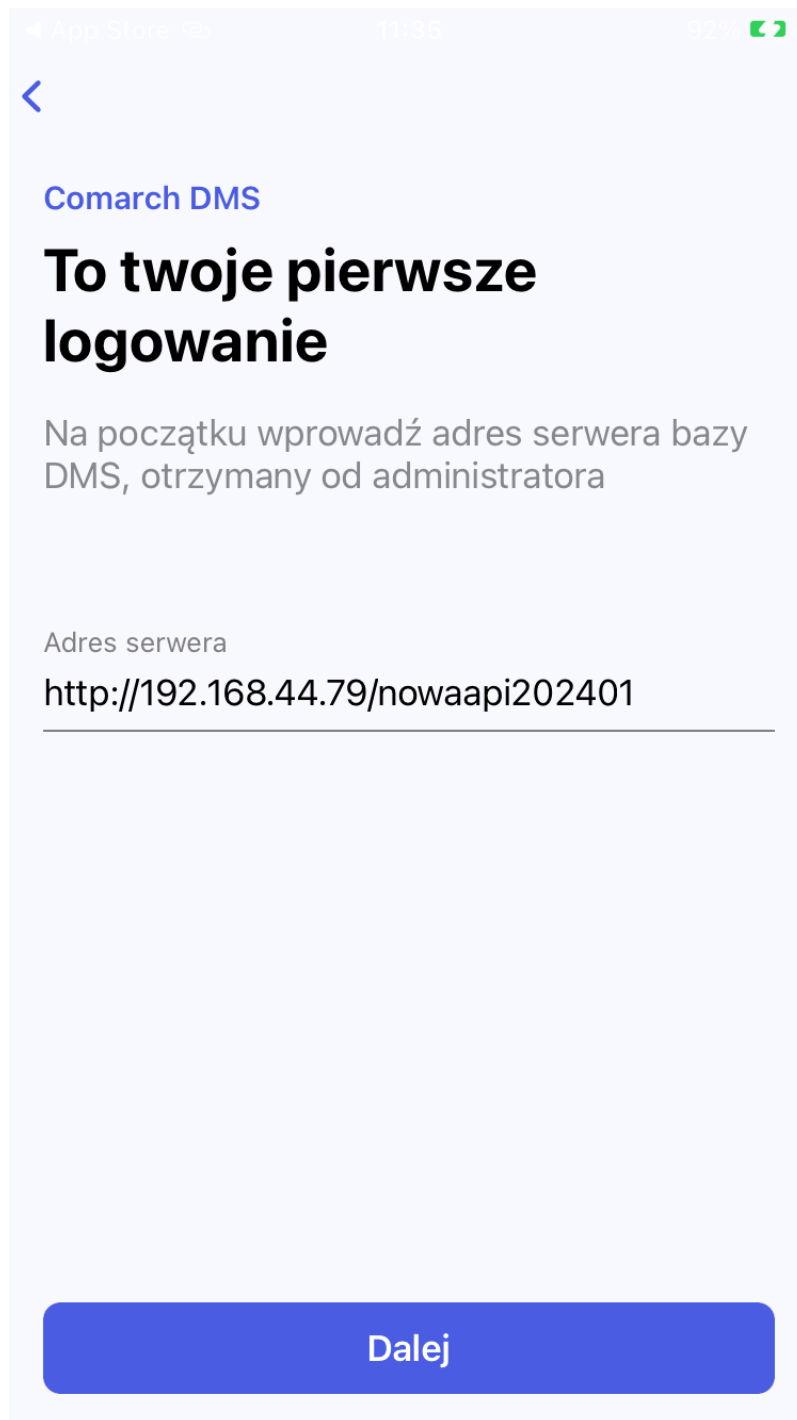 App Store
11:35
92%
Comarch DMS
To twoje pierwsze
logowanie
Na początku wprowadź adres serwera bazy
DMS, otrzymany od administratora
Adres serwera
http://192.168.44.79/nowaapi202401
Dalej